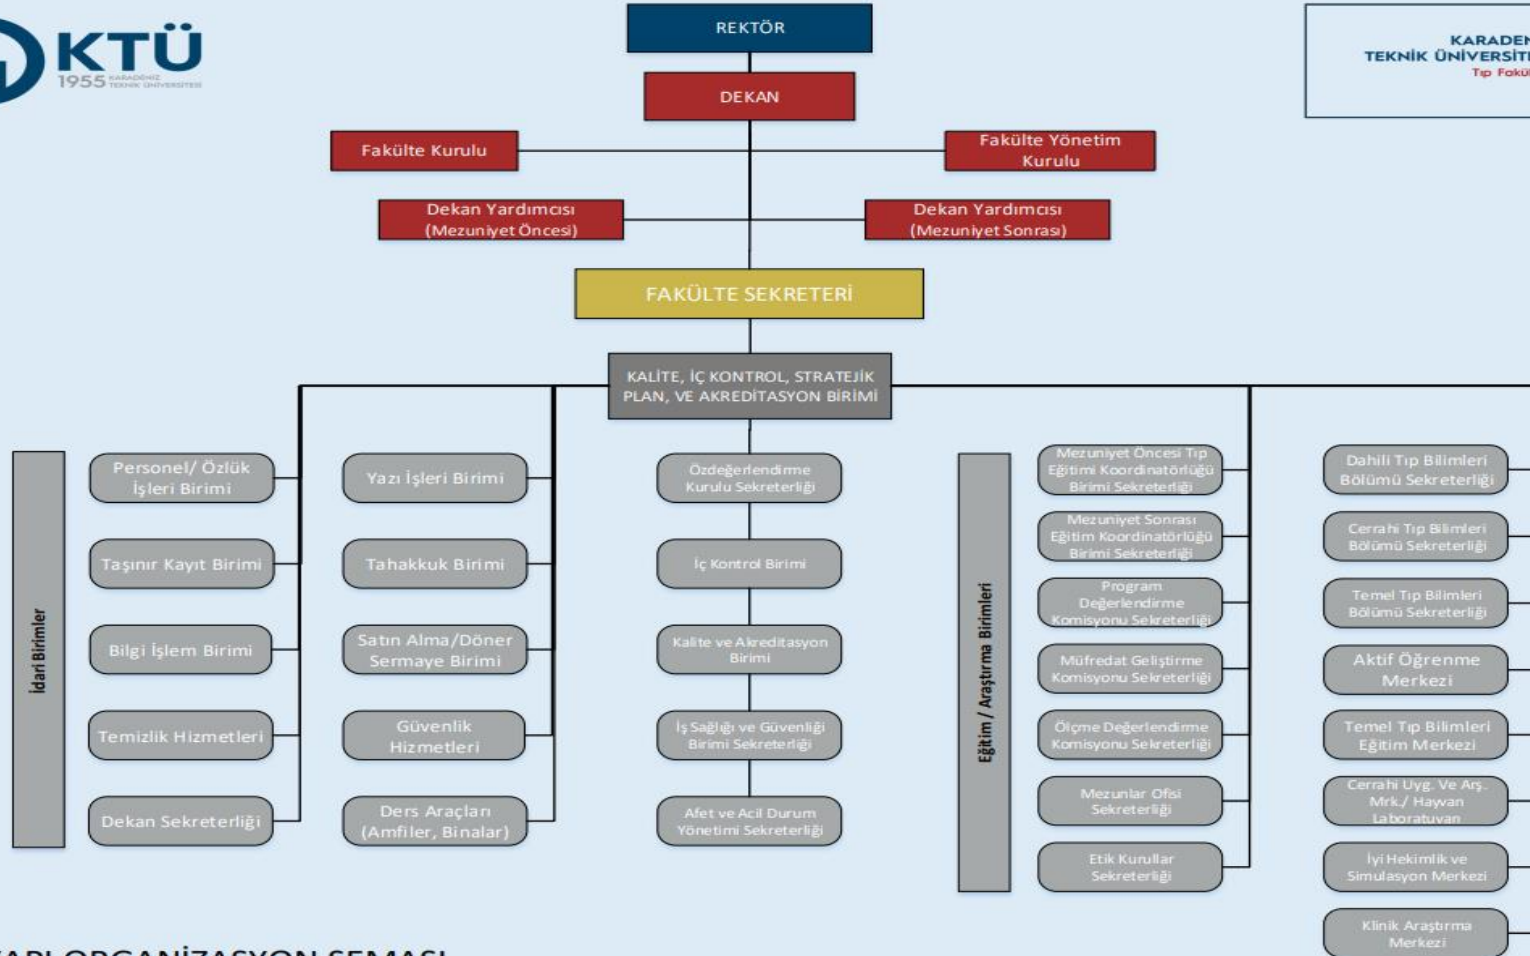 KTÜ
1955 KARADENİZ
TEKNİK ÜNİVERSİTESİ
REKTÖR
DEKAN
Fakülte Kurulu
Fakülte Yönetim
Kurulu
Dekan Yardımcısı
(Mezuniyet Öncesi)
Dekan Yardımcısı
(Mezuniyet Sonrası)
FAKÜLTE SEKRETERİ
KALİTE, İÇ KONTROL, STRATEJİK
PLAN, VE AKREDİTASYON BİRİMİ
İdari Birimler
Personel/ Özlük
İşleri Birimi
Taşınır Kayıt Birimi
Bilgi İşlem Birimi
Temizlik Hizmetleri
Dekan Sekreterliği
Yazı İşleri Birimi
Tahakkuk Birimi
Satın Alma/Döner
Sermaye Birimi
Güvenlik
Hizmetleri
Ders Araçları
(Amfiler, Binalar)
Özdeğerlendirme
Kurulu Sekreterliği
İç Kontrol Birimi
Kalite ve Akreditasyon
Birimi
İş Sağlığı ve Güvenliği
Birimi Sekreterliği
Afet ve Acil Durum
Yönetimi Sekreterliği
Eğitim / Araştırma Birimleri
Mezuniyet Öncesi Tıp
Eğitimi Koordinatörlüğü
Birimi Sekreterliği
Mezuniyet Sonrası
Eğitim Koordinatörlüğü
Birimi Sekreterliği
Program
Değerlendirme
Komisyonu Sekreterliği
Müfredat Geliştirme
Komisyonu Sekreterliği
Ölçme Değerlendirme
Komisyonu Sekreterliği
Mezunlar Ofisi
Sekreterliği
Etik Kurullar
Sekreterliği
Dahili Tıp Bilimleri
Bölümü Sekreterliği
Cerrahi Tıp Bilimleri
Bölümü Sekreterliği
Temel Tıp Bilimleri
Bölümü Sekreterliği
Aktif Öğrenme
Merkezi
Temel Tıp Bilimleri
Eğitim Merkezi
Cerrahi Uyg. Ve Arş.
Mrk./ Hayvan
Laboratuvarı
İyi Hekimlik ve
Simulasyon Merkezi
Klinik Araştırma
Merkezi
TEKNİK
Tıp
ORGANİZASYON ŞEMASI